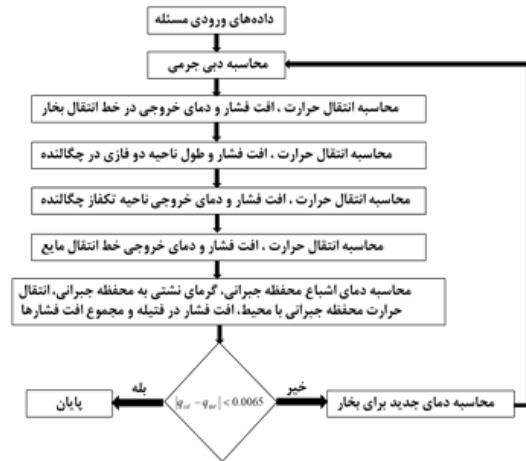 داده‌های ورودی مسئله
محاسبه دبی جرمی
محاسبه انتقال حرارت ، افت فشار و دمای خروجی در خط انتقال بخار
محاسبه انتقال حرارت ، افت فشار و طول ناحیه دو فازی در چگالنده
محاسبه انتقال حرارت ، افت فشار و دمای خروجی ناحیه تکفاز چگالنده
محاسبه انتقال حرارت ، افت فشار و دمای خروجی خط انتقال مایع
محاسبه دمای اشباع محفظه جبرانی، گرمای نشتی به محفظه جبرانی، انتقال
حرارت محفظه جبرانی با محیط، افت فشار در فتیله و مجموع افت فشارها
خیر
بله
< 0.0065
محاسبه دمای جدید برای بخار
پایان